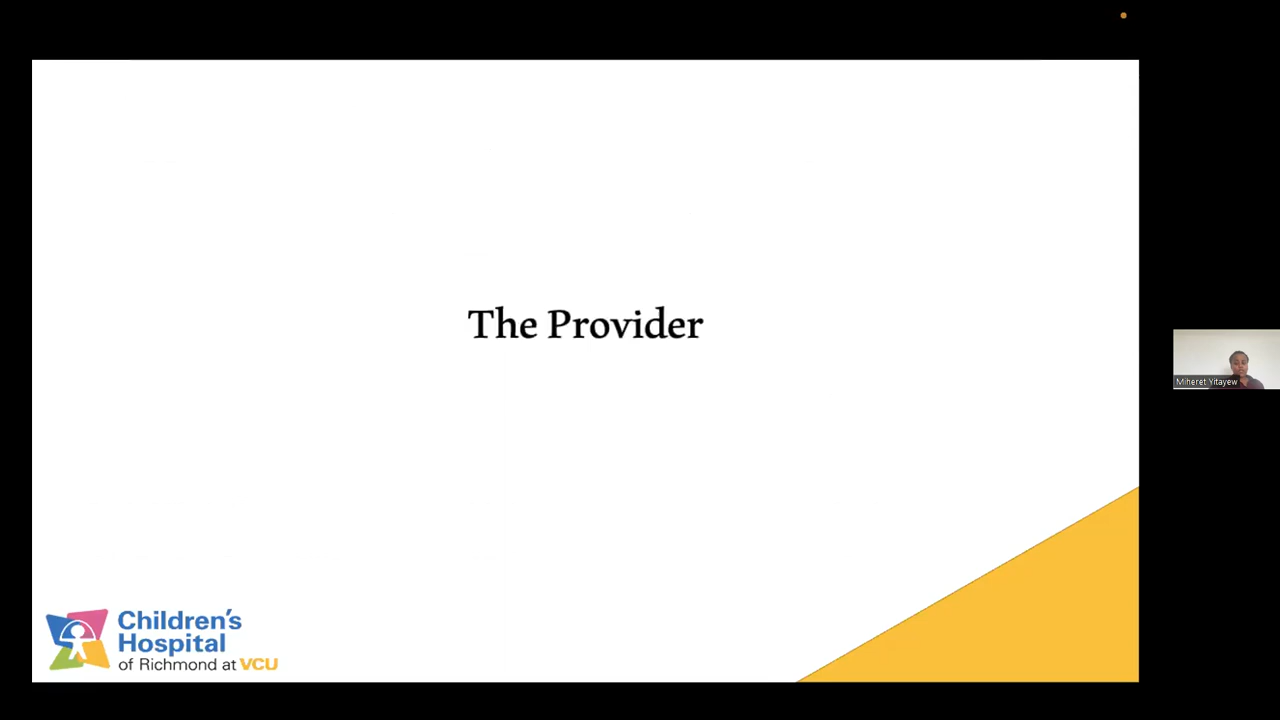 The Provider
Miheret Yitayew
Children's
Hospital
of Richmond at VCU